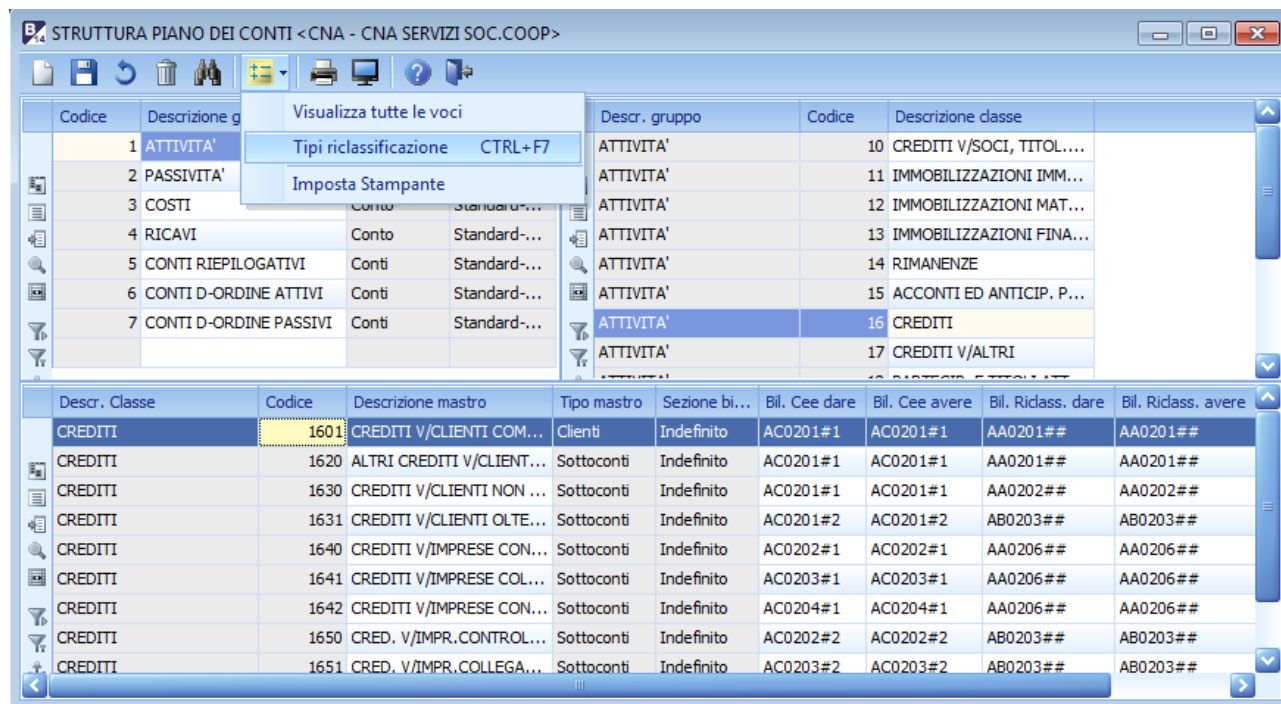 STRUTTURA PIANO DEI CONTI <CNA - CNA SERVIZI SOC.COOP>
Visualizza tutte le voci
Tipi riclassificazione CTRL+F7
Imposta Stampante
Codice Descrizione g
1 ATTIVITA'
2 PASSIVITA'
3 COSTI Conto Standard-...
4 RICAVI Conto Standard-...
5 CONTI RIEPILOGATIVI Conti Standard-...
6 CONTI D-ORDINE ATTIVI Conti Standard-...
7 CONTI D-ORDINE PASSIVI Conti Standard-...
Descr. gruppo Codice Descrizione classe
ATTIVITA' 10 CREDITI V/SOCI, TITOL....
ATTIVITA' 11 IMMOBILIZZAZIONI IMM...
ATTIVITA' 12 IMMOBILIZZAZIONI MAT...
ATTIVITA' 13 IMMOBILIZZAZIONI FINA...
ATTIVITA' 14 RIMANENZE
ATTIVITA' 15 ACCONTI ED ANTICIP. P...
ATTIVITA' 16 CREDITI
ATTIVITA' 17 CREDITI V/ALTRI
Descr. Classe Codice Descrizione mastro Tipo mastro Sezione bi... Bil. Cee dare Bil. Cee avere Bil. Riclass. dare Bil. Riclass. avere
CREDITI 1601 CREDITI V/CLIENTI COM... Clienti Indefinito AC0201#1 AC0201#1 AA0201## AA0201##
CREDITI 1620 ALTRI CREDITI V/CLIENT... Sottoconti Indefinito AC0201#1 AC0201#1 AA0201## AA0201##
CREDITI 1630 CREDITI V/CLIENTI NON ... Sottoconti Indefinito AC0201#1 AC0201#1 AA0202## AA0202##
CREDITI 1631 CREDITI V/CLIENTI OLTE... Sottoconti Indefinito AC0201#2 AC0201#2 AB0203## AB0203##
CREDITI 1640 CREDITI V/IMPRESE CON... Sottoconti Indefinito AC0202#1 AC0202#1 AA0206## AA0206##
CREDITI 1641 CREDITI V/IMPRESE COL... Sottoconti Indefinito AC0203#1 AC0203#1 AA0206## AA0206##
CREDITI 1642 CREDITI V/IMPRESE CON... Sottoconti Indefinito AC0204#1 AC0204#1 AA0206## AA0206##
CREDITI 1650 CRED. V/IMPR.CONTROL... Sottoconti Indefinito AC0202#2 AC0202#2 AB0203## AB0203##
CREDITI 1651 CRED. V/IMPR.COLLEGA... Sottoconti Indefinito AC0203#2 AC0203#2 AB0203## AB0203##